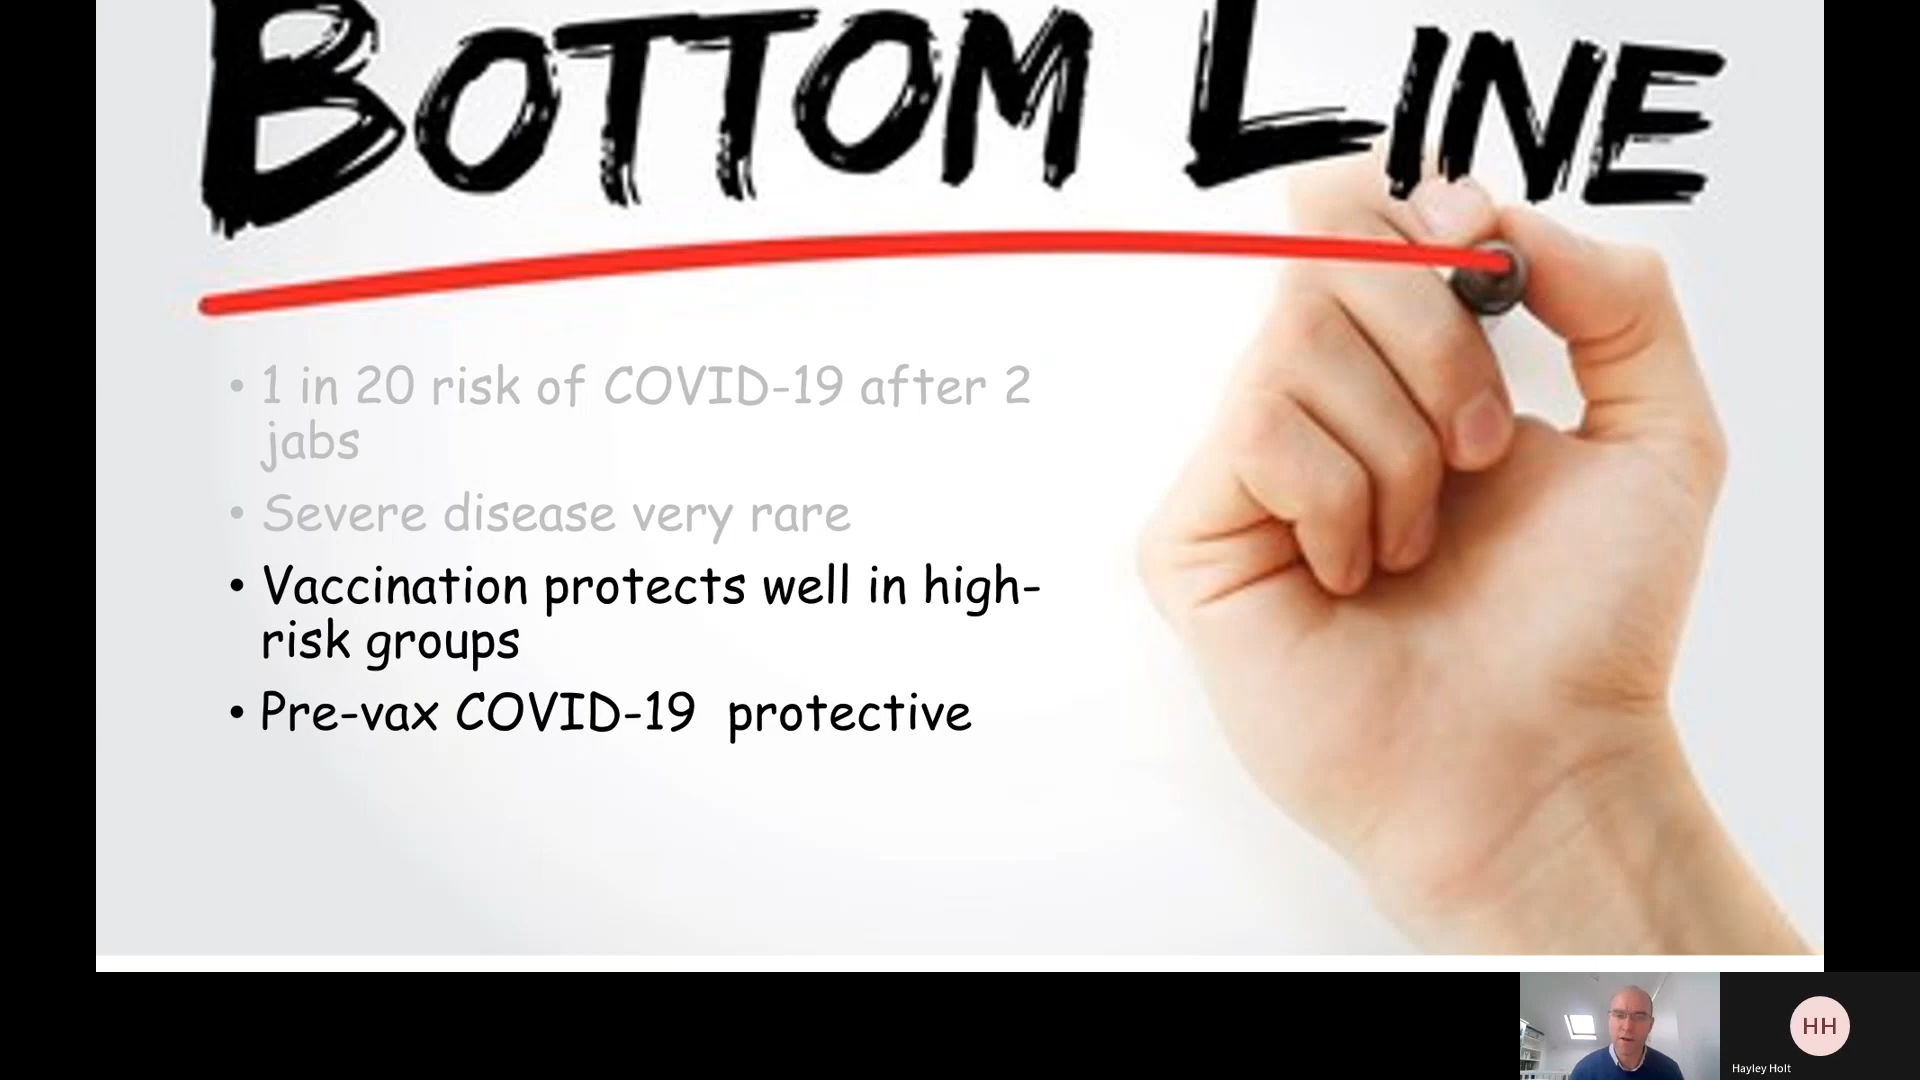 BOTTOM LINE
• 1 in 20 risk of COVID-19 after 2
jabs
• Severe disease very rare
• Vaccination protects well in high-
risk groups
• Pre-vax COVID-19  protective
HH
Hayley Holt